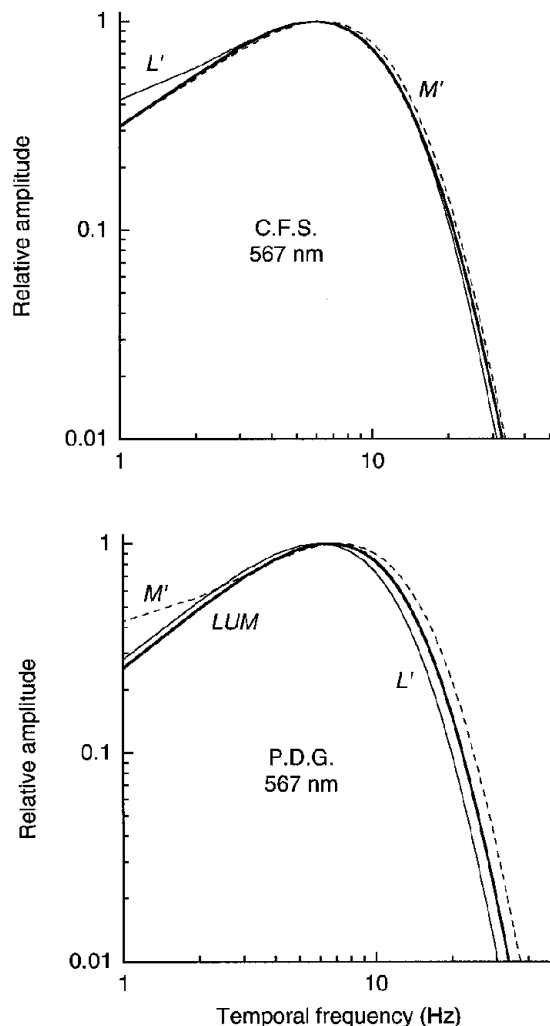 1
L'
M'
0.1
C.F.S.
567 nm
0.01
1
10
Relative amplitude
1
M'
LUM
L'
0.1
P.D.G.
567 nm
0.01
1
10
Relative amplitude
Temporal frequency (Hz)